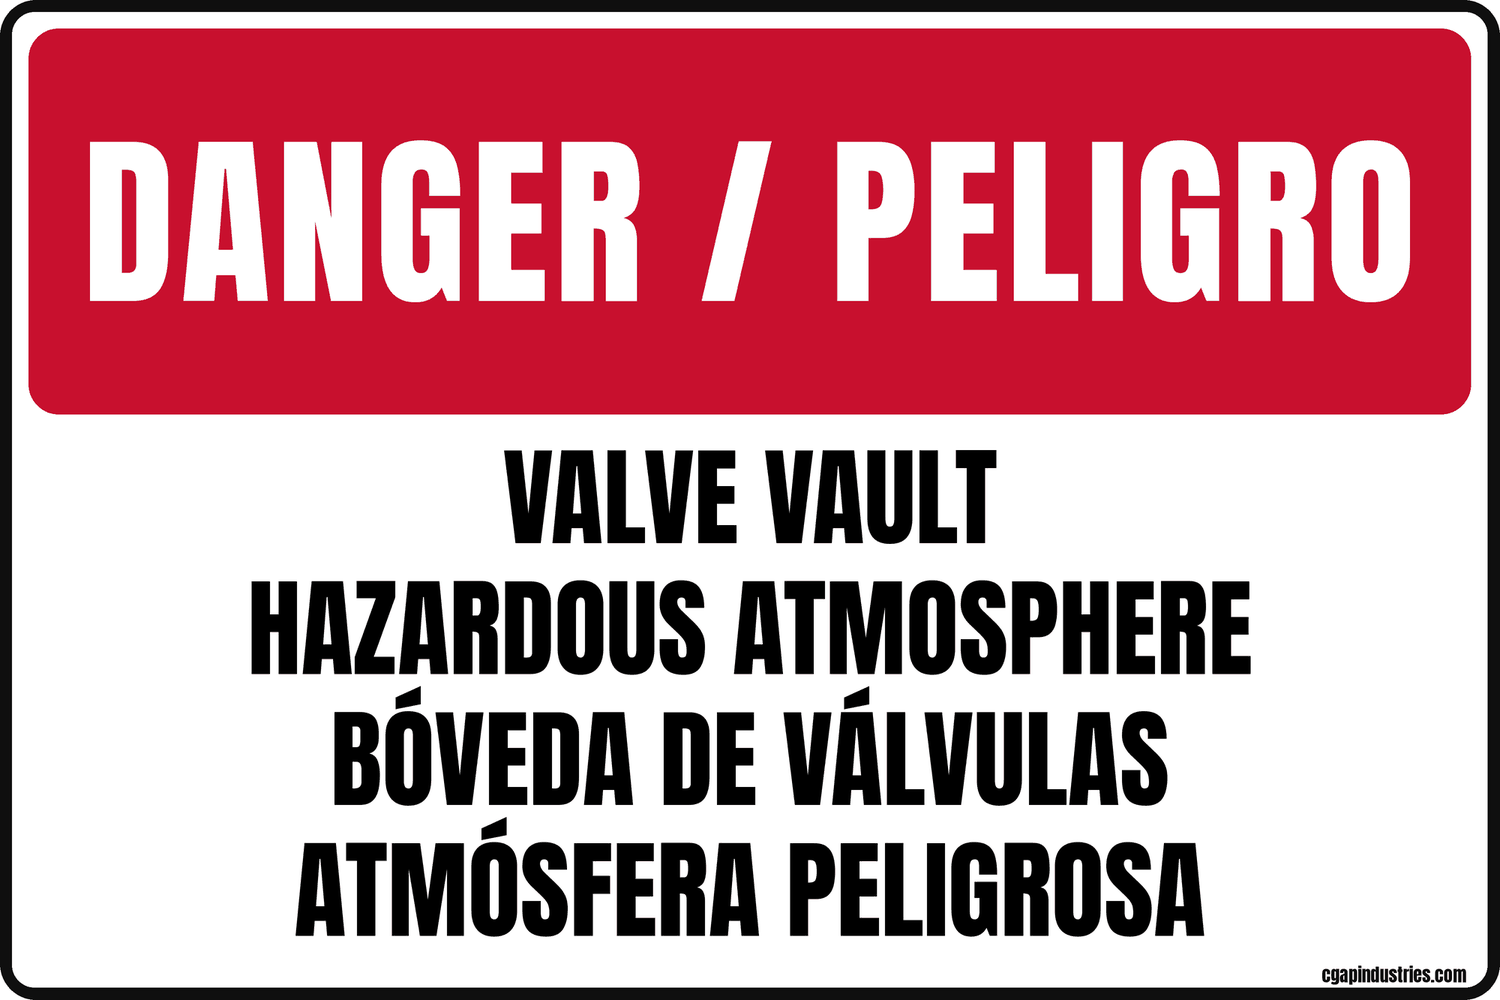 DANGER / PELIGRO
VALVE VAULT
HAZARDOUS ATMOSPHERE
BÓVEDA DE VÁLVULAS
ATMÓSFERA PELIGROSA
cgapindustries.com